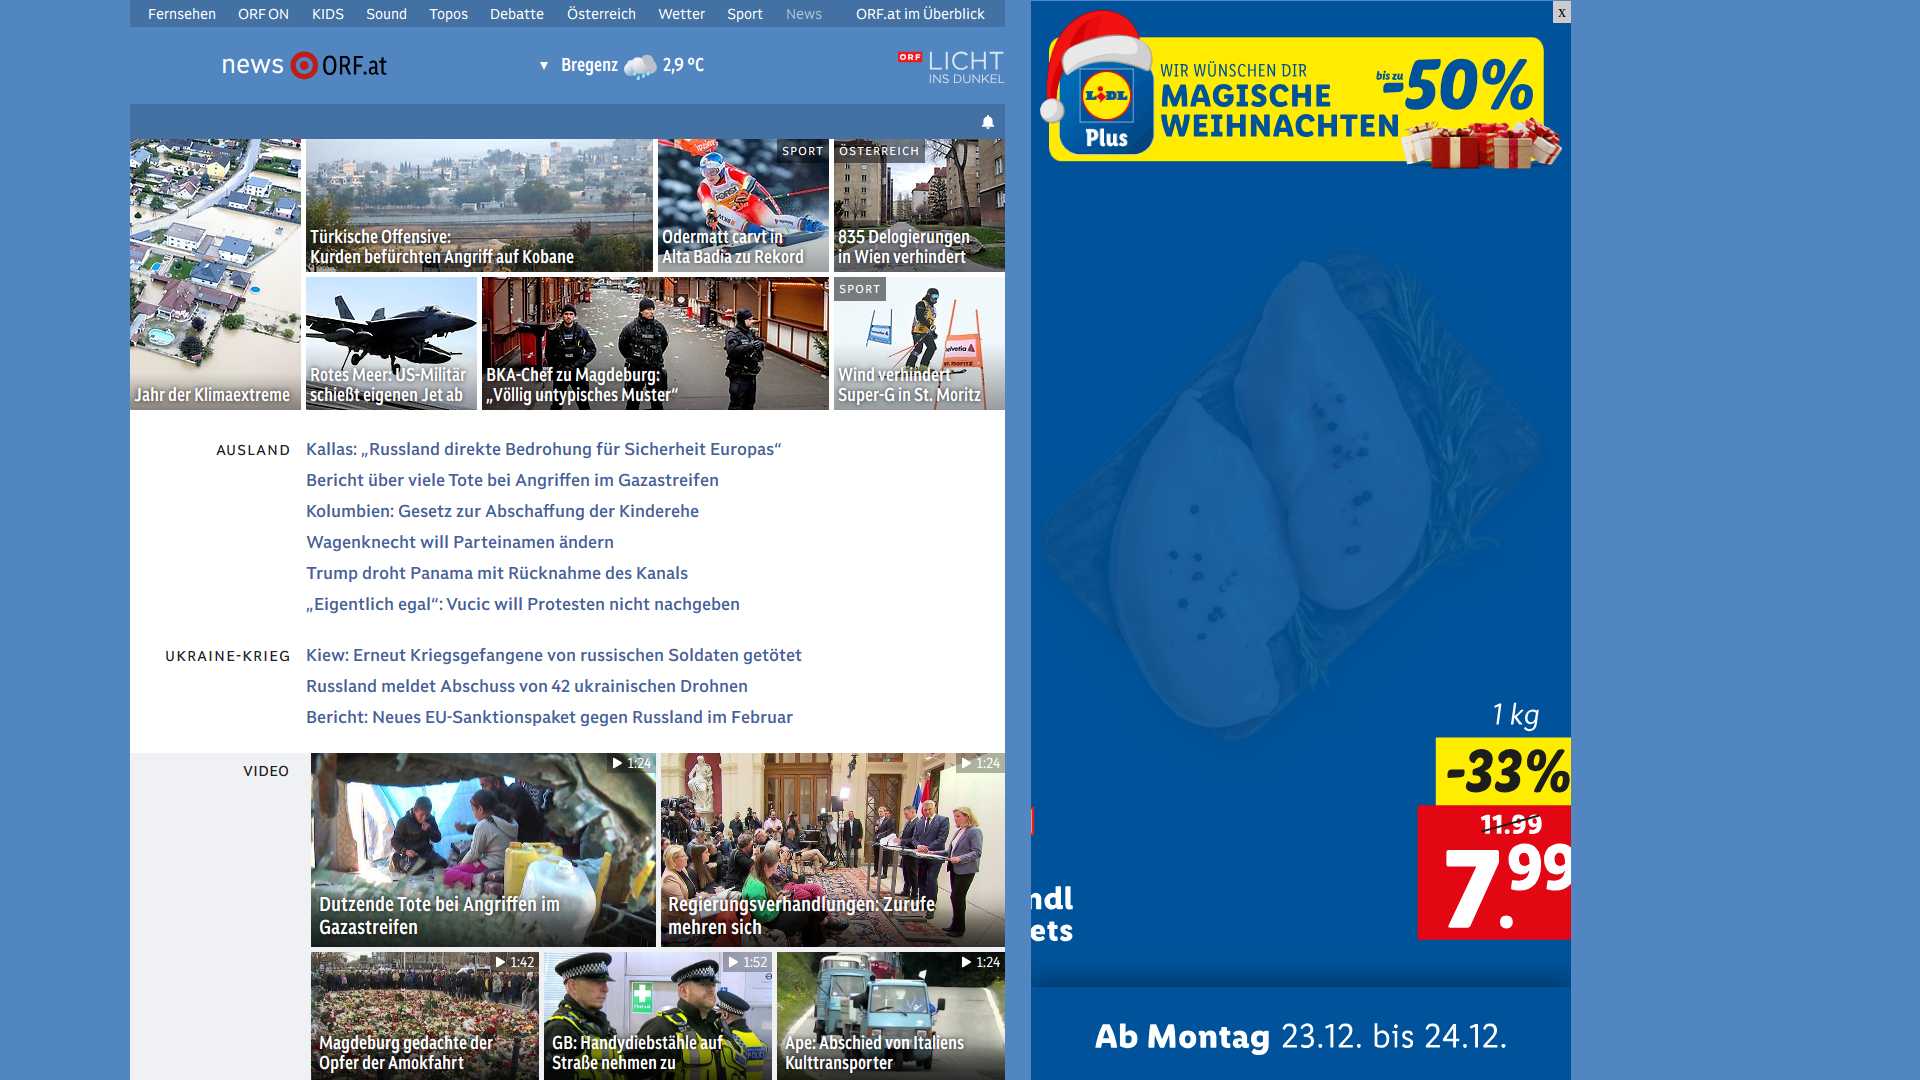 Fernsehen ORF ON KIDS Sound Topos Debatte Österreich Wetter Sport News ORF.at im Überblick
news ORF.at
▼ Bregenz 2,9 °C
ORF LICHT
INS DUNKEL
Jahr der Klimaextreme
Türkische Offensive:
Kurden befürchten Angriff auf Kobane
SPORT
Odermatt carvt in
Alta Badia zu Rekord
ÖSTERREICH
835 Delogierungen
in Wien verhindert
Rotes Meer: US-Militär
schießt eigenen Jet ab
BKA-Chef zu Magdeburg:
„Völlig untypisches Muster“
SPORT
Wind verhindert
Super-G in St. Moritz
AUSLAND
Kallas: „Russland direkte Bedrohung für Sicherheit Europas“
Bericht über viele Tote bei Angriffen im Gazastreifen
Kolumbien: Gesetz zur Abschaffung der Kinderehe
Wagenknecht will Parteinamen ändern
Trump droht Panama mit Rücknahme des Kanals
„Eigentlich egal“: Vucic will Protesten nicht nachgeben
UKRAINE-KRIEG
Kiew: Erneut Kriegsgefangene von russischen Soldaten getötet
Russland meldet Abschuss von 42 ukrainischen Drohnen
Bericht: Neues EU-Sanktionspaket gegen Russland im Februar
VIDEO
1:24
Dutzende Tote bei Angriffen im
Gazastreifen
1:24
Regierungsverhandlungen: Zurufe
mehren sich
1:42
Magdeburg gedachte der
Opfer der Amokfahrt
1:52
GB: Handydiebstähle auf
Straße nehmen zu
1:24
Ape: Abschied von Italiens
Kulttransporter
x
LIDL
Plus
WIR WÜNSCHEN DIR
MAGISCHE
WEIHNACHTEN
bis zu
-50%
1 kg
-33%
11.99
7.99
ndl
ets
Ab Montag 23.12. bis 24.12.